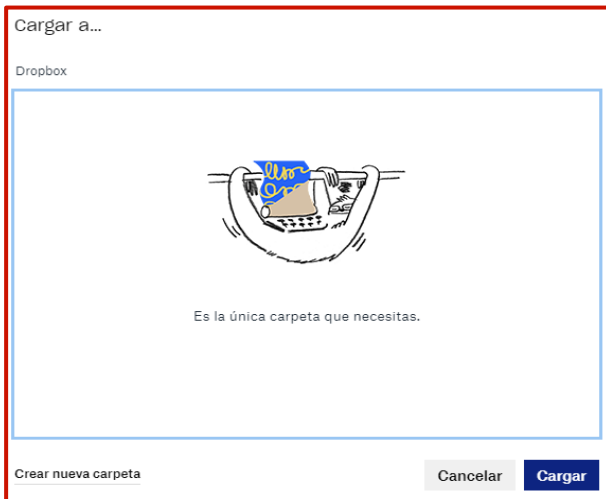 Cargar a...
Dropbox
Es la única carpeta que necesitas.
Crear nueva carpeta
Cancelar
Cargar